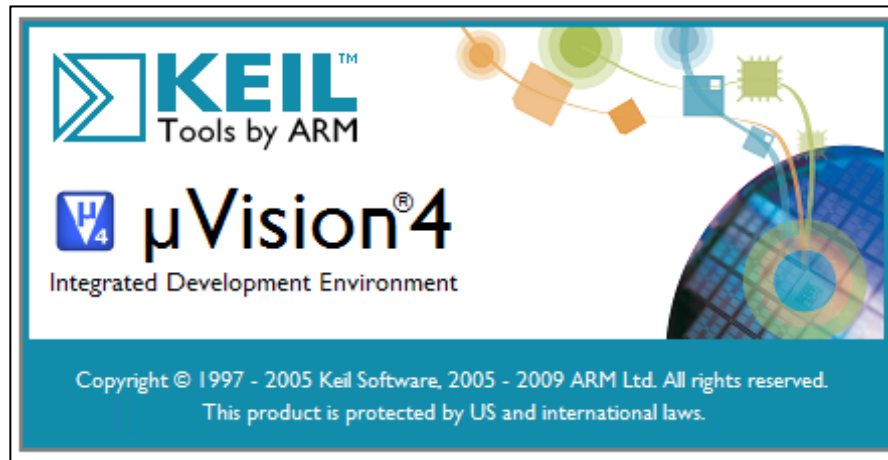 KEIL™
Tools by ARM
μV4
μVision®4
Integrated Development Environment
Copyright © 1997 - 2005 Keil Software, 2005 - 2009 ARM Ltd. All rights reserved.
This product is protected by US and international laws.